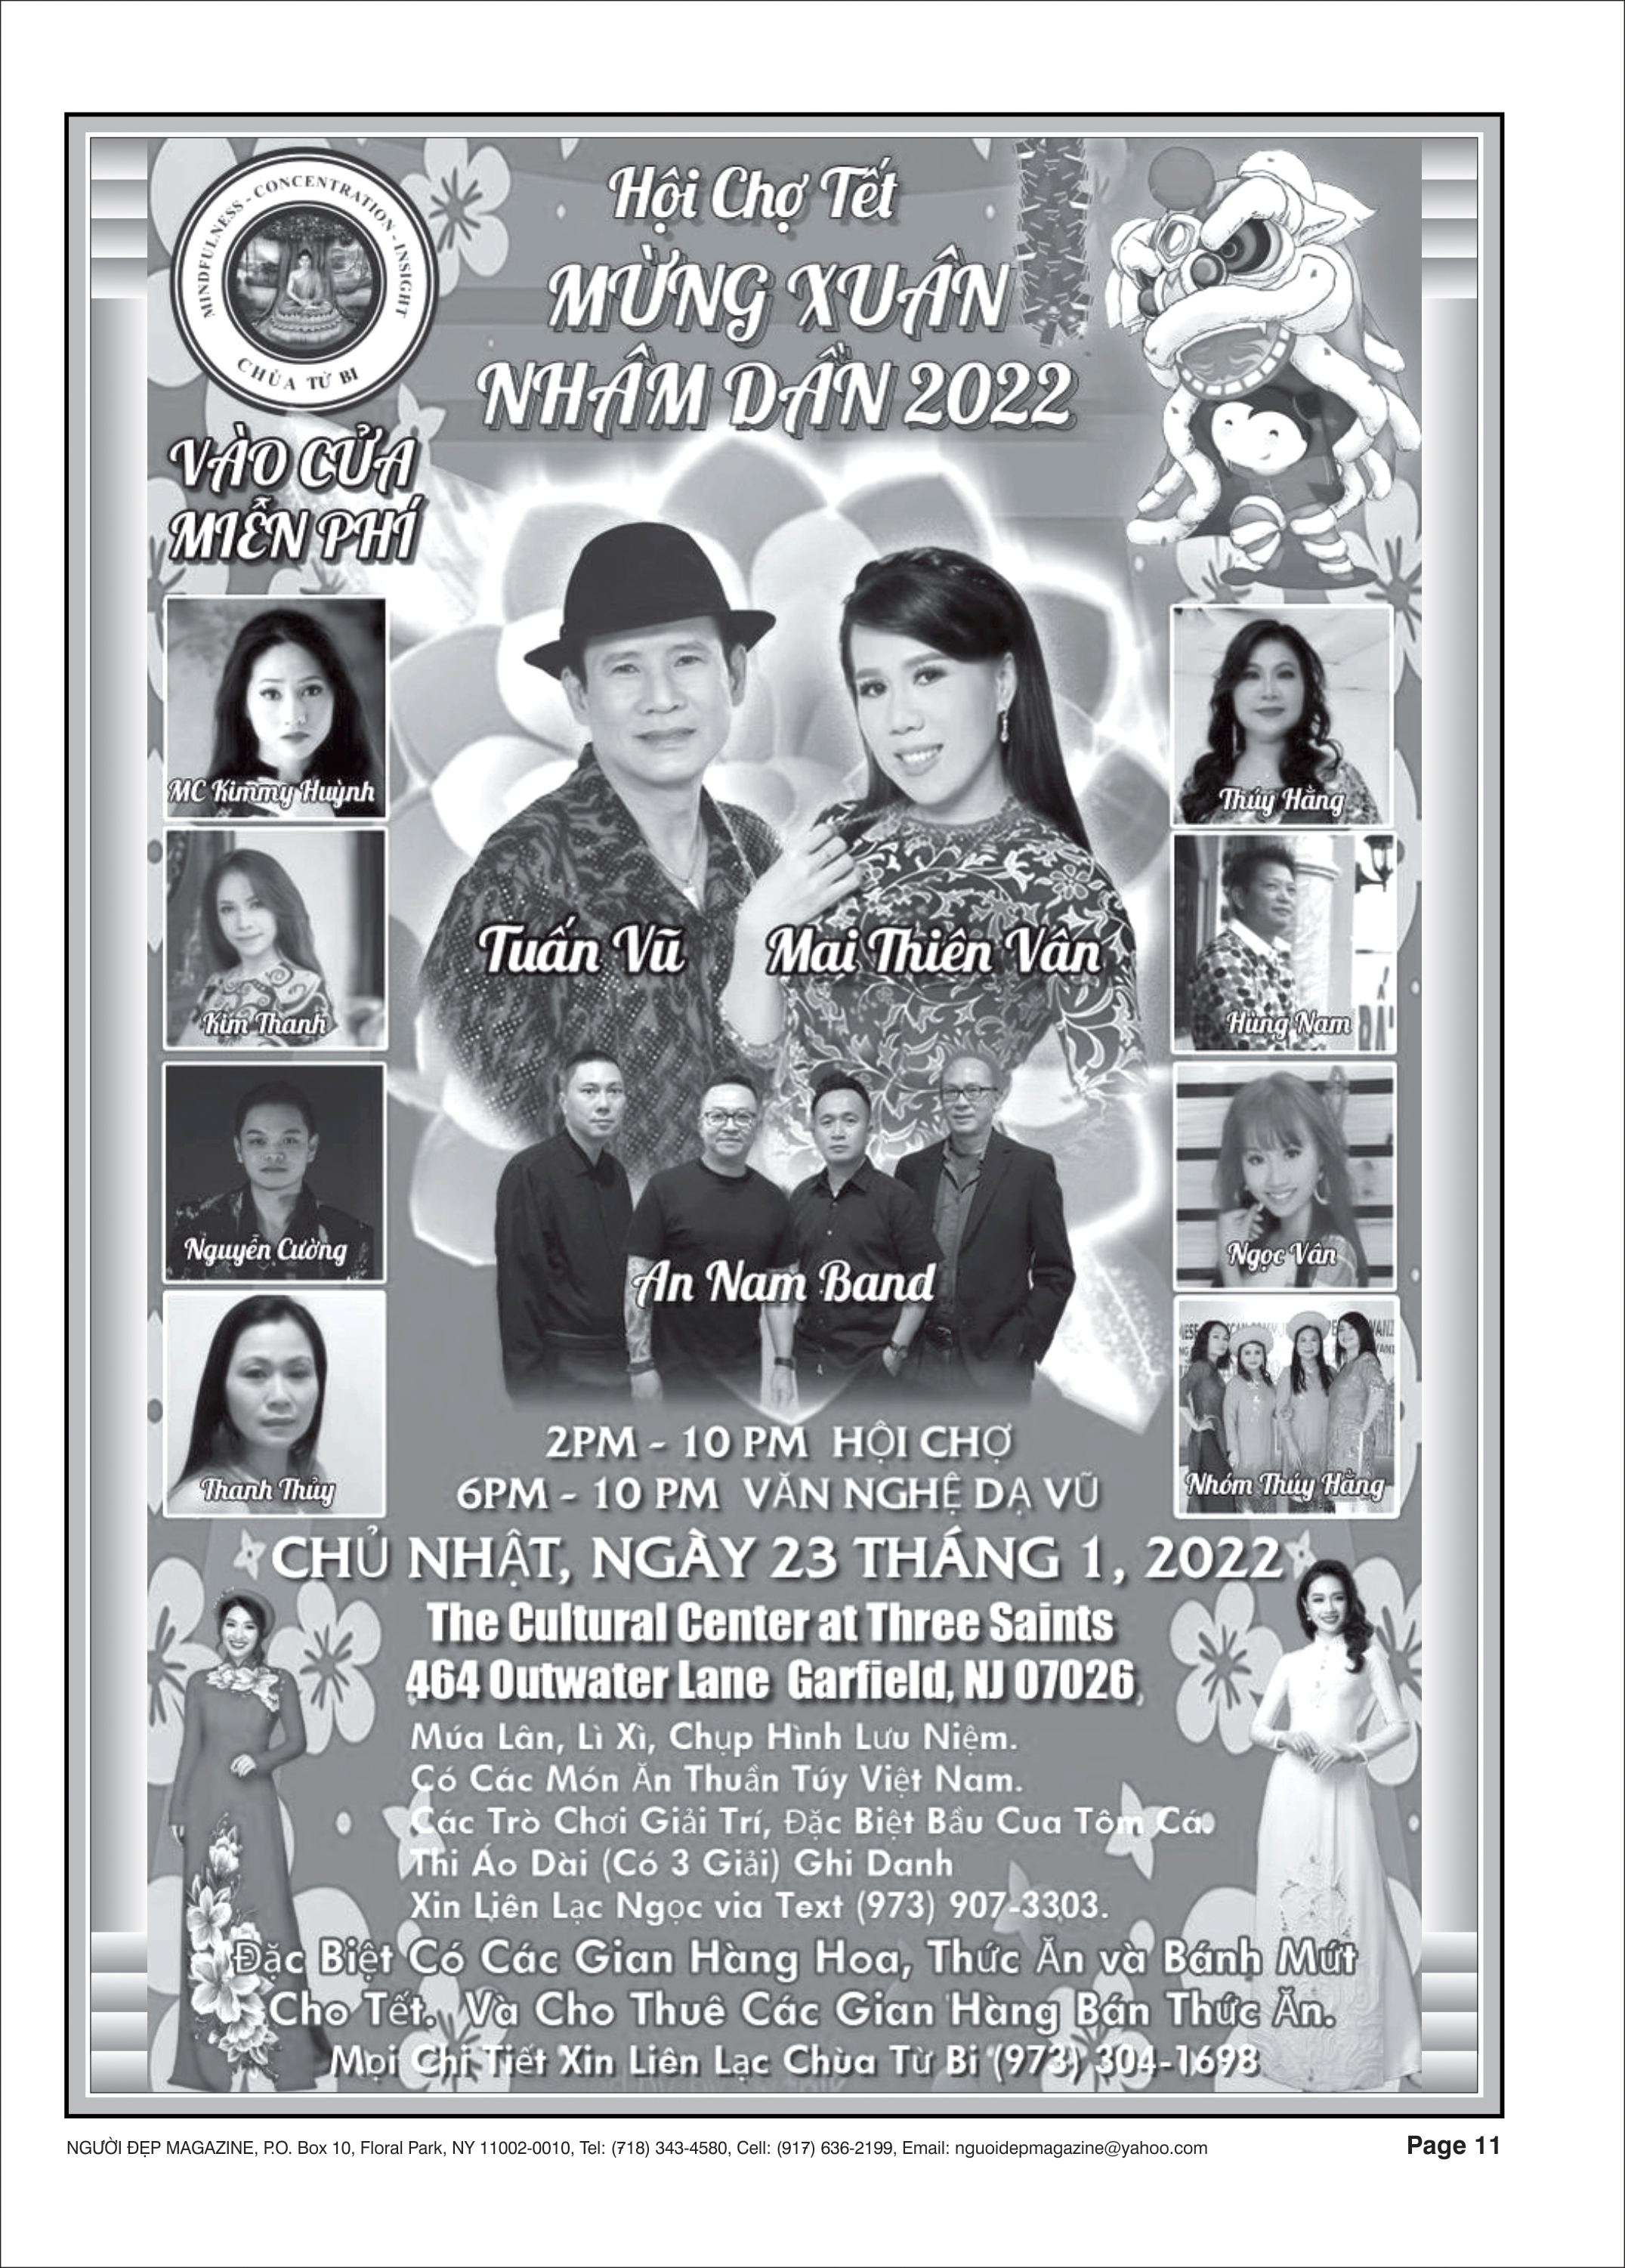 MINDFULNESS - CONCENTRATION - INSIGHT
CHÙA TỪ BI
Hội Chợ Tết
MỪNG XUÂN
NHÂM DẦN 2022
VÀO CỬA
MIỄN PHÍ
MC Kimmy Huỳnh
Thúy Hằng
Kim Thanh
Tuấn Vũ
Mai Thiên Vân
Hùng Nam
Nguyễn Cường
An Nam Band
Ngọc Vân
Thanh Thủy
Nhóm Thúy Hằng
2PM - 10 PM HỘI CHỢ
6PM - 10 PM VĂN NGHỆ DẠ VŨ
CHỦ NHẬT, NGÀY 23 THÁNG 1, 2022
The Cultural Center at Three Saints
464 Outwater Lane Garfield, NJ 07026
Múa Lân, Lì Xì, Chụp Hình Lưu Niệm.
Có Các Món Ăn Thuần Túy Việt Nam.
Các Trò Chơi Giải Trí, Đặc Biệt Bầu Cua Tôm Cá.
Thi Áo Dài (Có 3 Giải) Ghi Danh
Xin Liên Lạc Ngọc via Text (973) 907-3303.
Đặc Biệt Có Các Gian Hàng Hoa, Thức Ăn và Bánh Mứt
Cho Tết. Và Cho Thuê Các Gian Hàng Bán Thức Ăn.
Mọi Chi Tiết Xin Liên Lạc Chùa Từ Bi (973) 304-1698
NGƯỜI ĐẸP MAGAZINE, P.O. Box 10, Floral Park, NY 11002-0010, Tel: (718) 343-4580, Cell: (917) 636-2199, Email: nguoidepmagazine@yahoo.com
Page 11